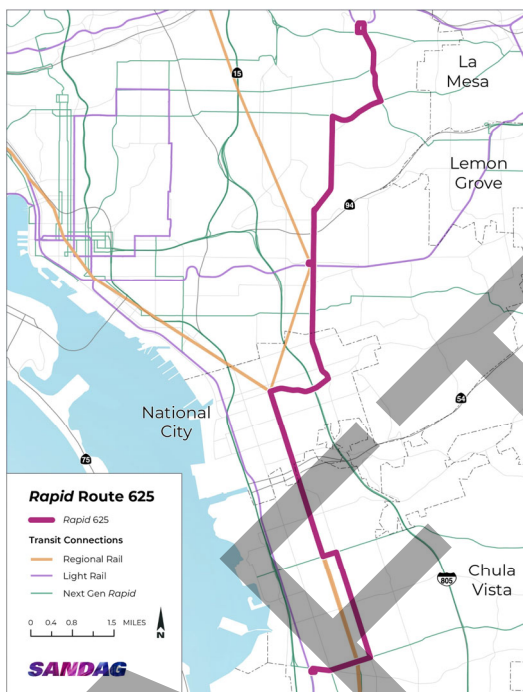 15
La
Mesa
Lemon
Grove
94
National
City
54
75
Rapid Route 625
Rapid 625
Transit Connections
Regional Rail
Light Rail
Next Gen Rapid
0 0.4 0.8 1.5 MILES
N
SANDAG
Chula
Vista
805